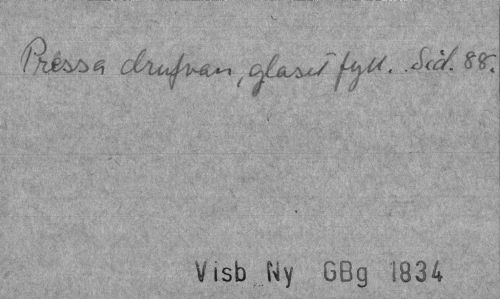 Pressa drufvan, glaset fyll. Sid. 88.
Visb Ny GBg 1834